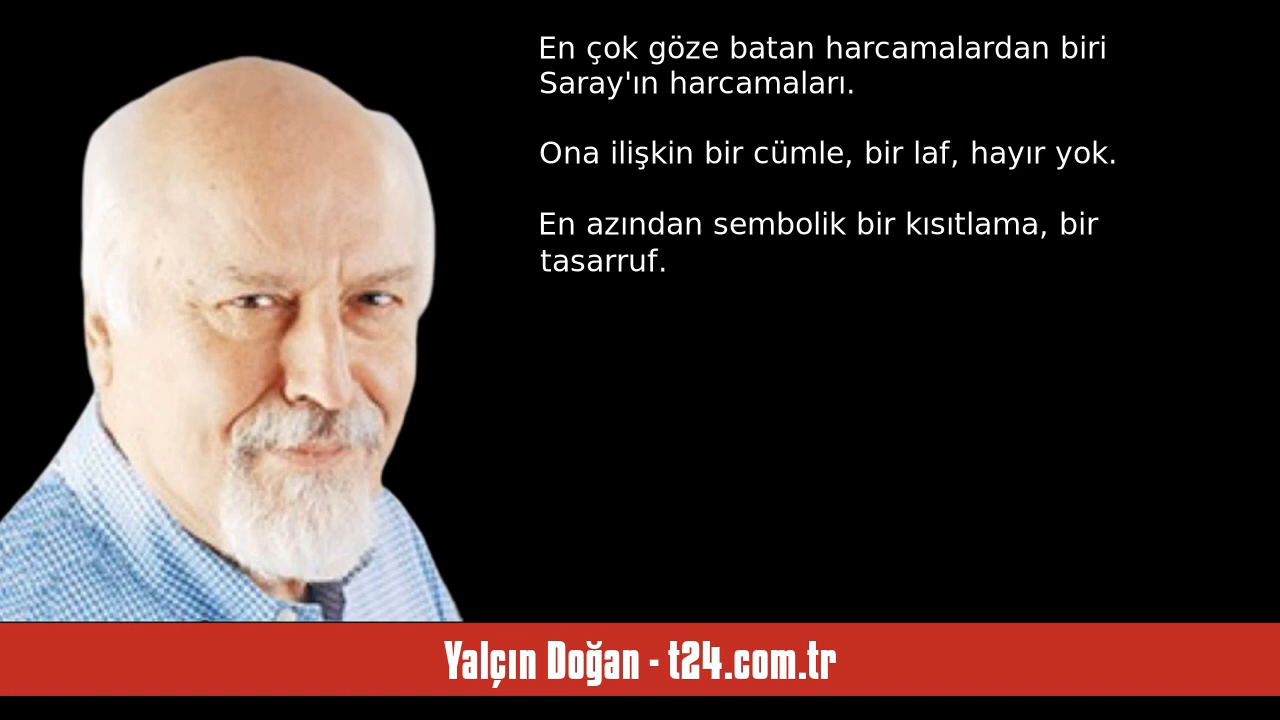 En çok göze batan harcamalardan biri
Saray'ın harcamaları.
Ona ilişkin bir cümle, bir laf, hayır yok.
En azından sembolik bir kısıtlama, bir
tasarruf.
Yalçın Doğan - t24.com.tr